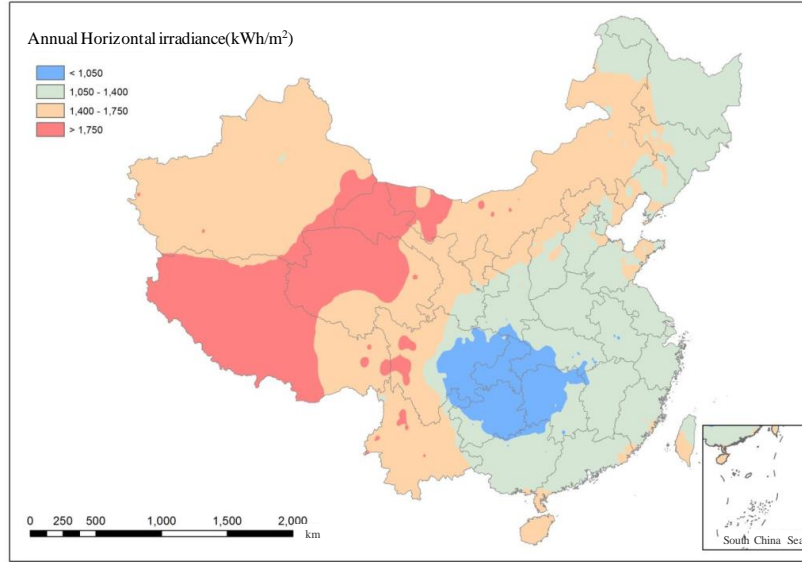 Annual Horizontal irradiance(kWh/m²)
< 1,050
1,050 - 1,400
1,400 - 1,750
> 1,750
0 250 500 1,000 1,500 2,000
km
South China Sea